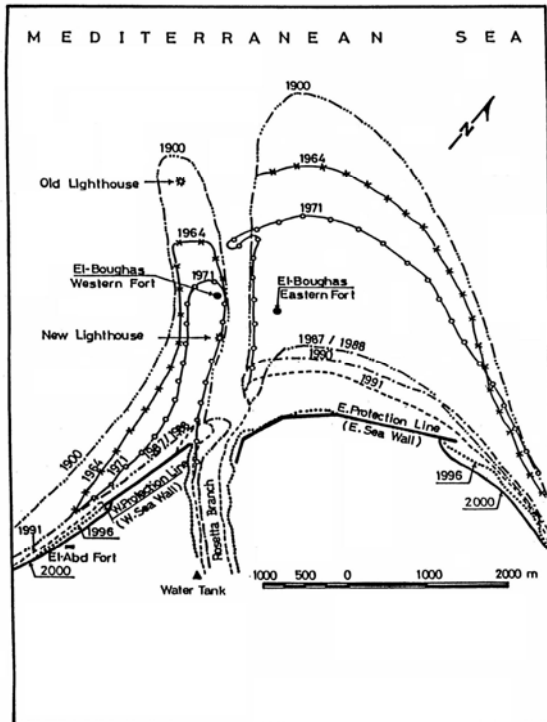 MEDITERRANEAN SEA
1900
N
1900
1964
Old Lighthouse
1971
1964
El-Boughas
Western Fort
1971
El-Boughas
Eastern Fort
New Lighthouse
1987 / 1988
1990
1991
E.Protection Line
(E. Sea Wall)
1900
1964
1971
1987/1988
W.Protection Line
(W. Sea Wall)
1996
2000
1991
1996
El-Abd Fort
2000
Rosetta Branch
Water Tank
1000 500 0 1000 2000 m